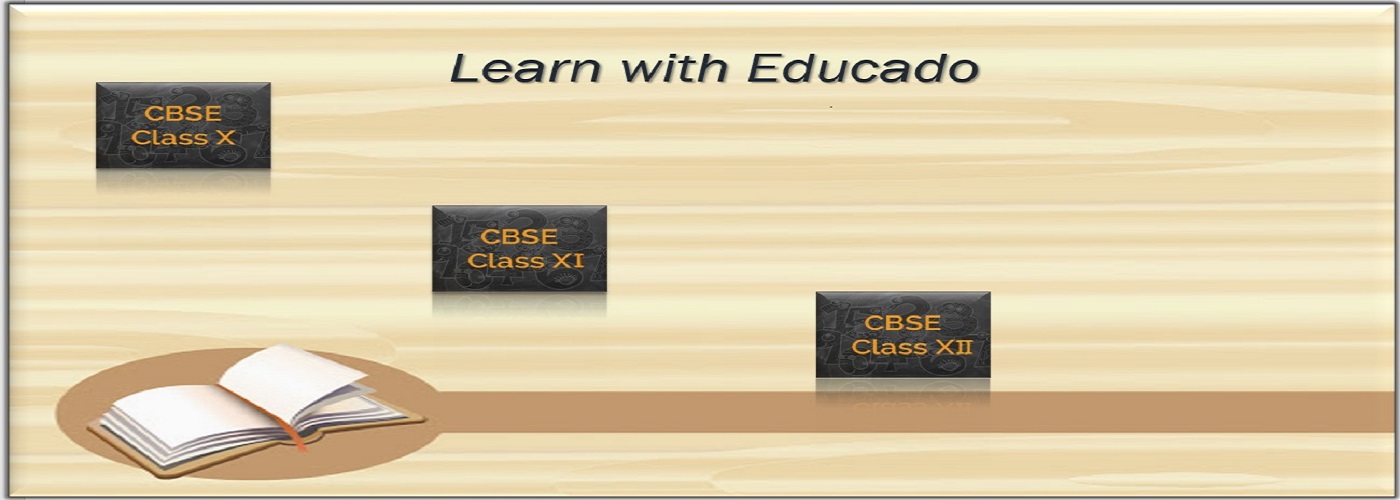 Learn with Educado
CBSE
Class X
CBSE
Class XI
CBSE
Class XII